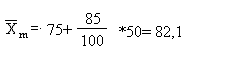 X̅m =· 75+ 85/100 *50= 82,1